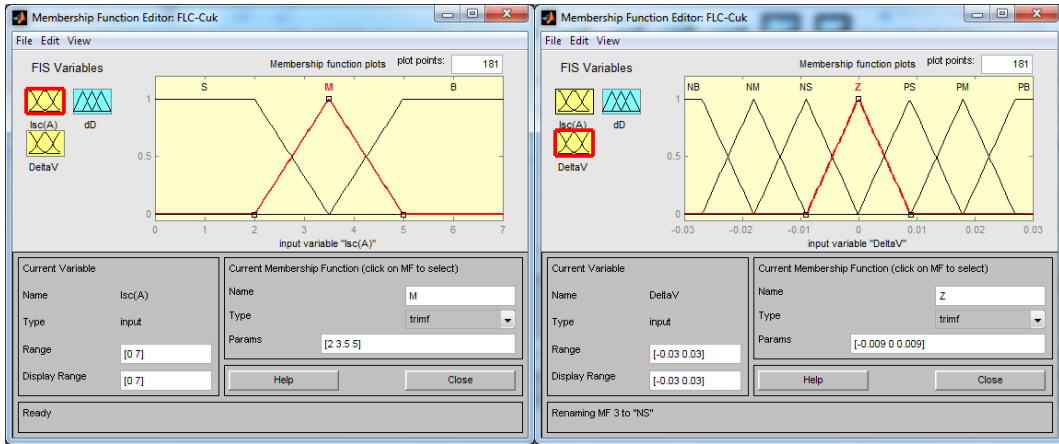 Membership Function Editor: FLC-Cuk
File Edit View
FIS Variables
Isc(A)
dD
DeltaV
Membership function plots
plot points:
181
S M B
1
0.5
0
0 1 2 3 4 5 6 7
input variable "Isc(A)"
Current Variable
Name Isc(A)
Type input
Range [0 7]
Display Range [0 7]
Current Membership Function (click on MF to select)
Name M
Type trimf
Params [2 3.5 5]
Help Close
Ready
Membership Function Editor: FLC-Cuk
File Edit View
FIS Variables
Isc(A)
dD
DeltaV
Membership function plots
plot points:
181
NB NM NS Z PS PM PB
1
0.5
0
-0.03 -0.02 -0.01 0 0.01 0.02 0.03
input variable "DeltaV"
Current Variable
Name DeltaV
Type input
Range [-0.03 0.03]
Display Range [-0.03 0.03]
Current Membership Function (click on MF to select)
Name Z
Type trimf
Params [-0.009 0 0.009]
Help Close
Renaming MF 3 to "NS"